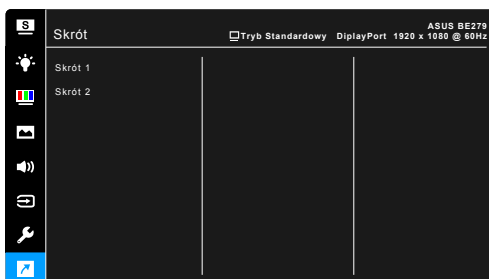 S
ASUS BE279
Skrót
Tryb Standardowy DiplayPort 1920 x 1080 @ 60Hz
Skrót 1
Skrót 2